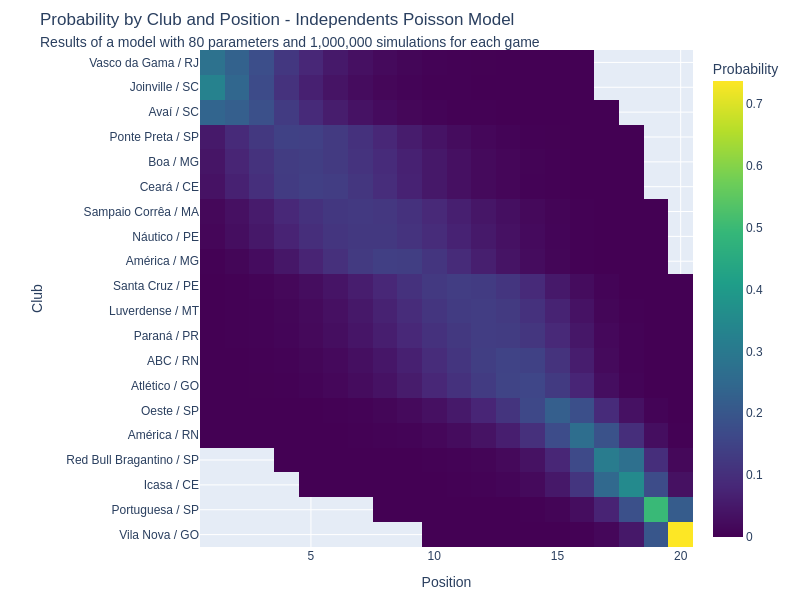 Probability by Club and Position - Independents Poisson Model
Results of a model with 80 parameters and 1,000,000 simulations for each game
Probability
Vasco da Gama / RJ
Joinville / SC
Avaí / SC
Ponte Preta / SP
Boa / MG
Ceará / CE
Sampaio Corrêa / MA
Náutico / PE
América / MG
Santa Cruz / PE
Luverdense / MT
Paraná / PR
ABC / RN
Atlético / GO
Oeste / SP
América / RN
Red Bull Bragantino / SP
Icasa / CE
Portuguesa / SP
Vila Nova / GO
Club
5
10
15
20
Position
0.7
0.6
0.5
0.4
0.3
0.2
0.1
0